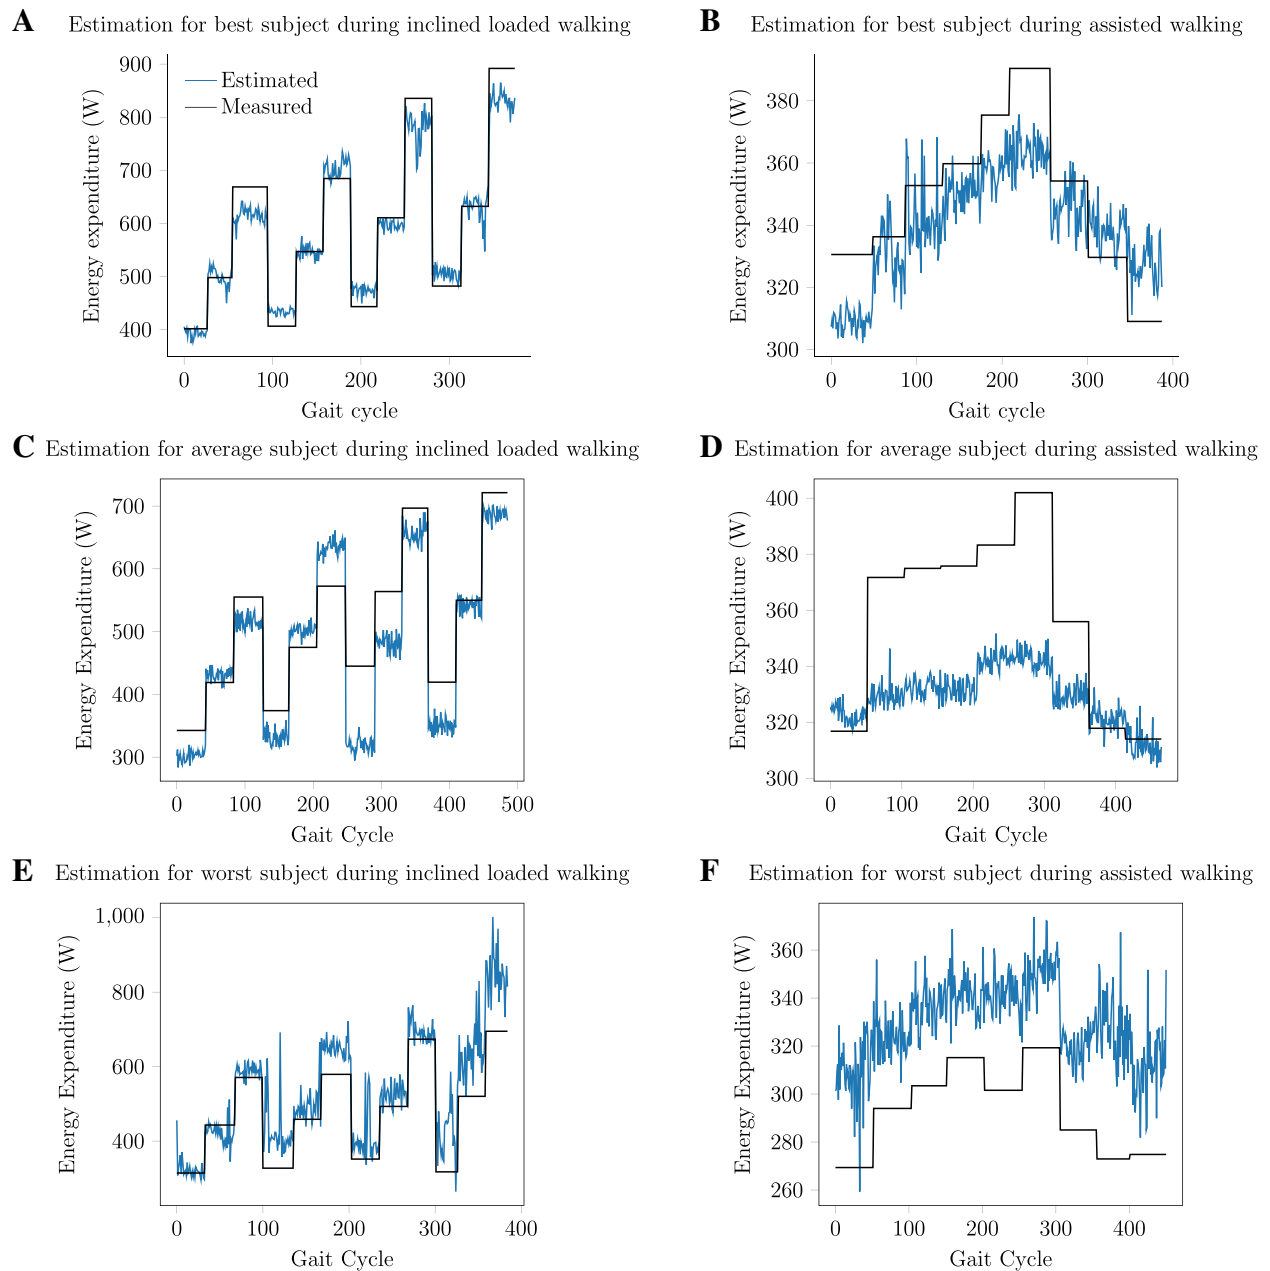 A Estimation for best subject during inclined loaded walking
Energy expenditure (W)
900
800
700
600
500
400
Estimated
Measured
0 100 200 300
Gait cycle
B Estimation for best subject during assisted walking
Energy expenditure (W)
380
360
340
320
300
0 100 200 300 400
Gait cycle
C Estimation for average subject during inclined loaded walking
Energy Expenditure (W)
700
600
500
400
300
0 100 200 300 400 500
Gait Cycle
D Estimation for average subject during assisted walking
Energy Expenditure (W)
400
380
360
340
320
300
0 100 200 300 400
Gait Cycle
E Estimation for worst subject during inclined loaded walking
Energy Expenditure (W)
1,000
800
600
400
0 100 200 300 400
Gait Cycle
F Estimation for worst subject during assisted walking
Energy Expenditure (W)
360
340
320
300
280
260
0 100 200 300 400
Gait Cycle